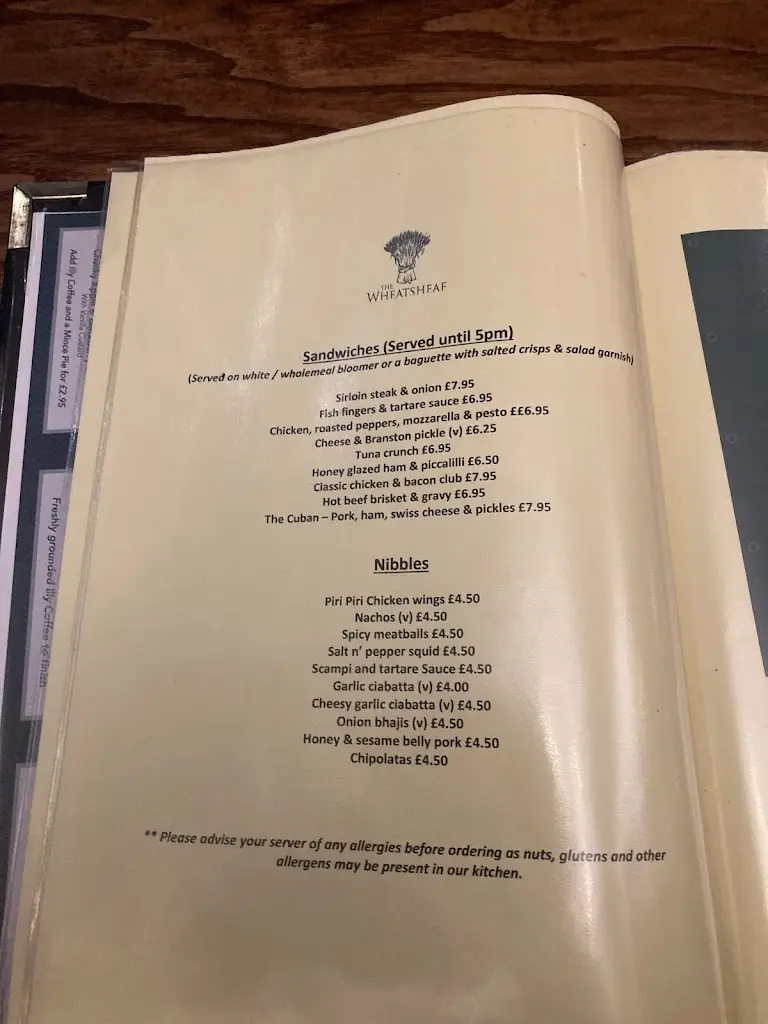 THE
WHEATSHEAF
Sandwiches (Served until 5pm)
(Served on white / wholemeal bloomer or a baguette with salted crisps & salad garnish)
Sirloin steak & onion £7.95
Fish fingers & tartare sauce £6.95
Chicken, roasted peppers, mozzarella & pesto ££6.95
Cheese & Branston pickle (v) £6.25
Tuna crunch £6.95
Honey glazed ham & piccalilli £6.50
Classic chicken & bacon club £7.95
Hot beef brisket & gravy £6.95
The Cuban – Pork, ham, swiss cheese & pickles £7.95
Nibbles
Piri Piri Chicken wings £4.50
Nachos (v) £4.50
Spicy meatballs £4.50
Salt n' pepper squid £4.50
Scampi and tartare Sauce £4.50
Garlic ciabatta (v) £4.00
Cheesy garlic ciabatta (v) £4.50
Onion bhajis (v) £4.50
Honey & sesame belly pork £4.50
Chipolatas £4.50
** Please advise your server of any allergies before ordering as nuts, glutens and other
allergens may be present in our kitchen.
With Vanilla Custard
Add Illy Coffee and a Mince Pie for £2.95
Freshly grounded Illy Coffee to finish